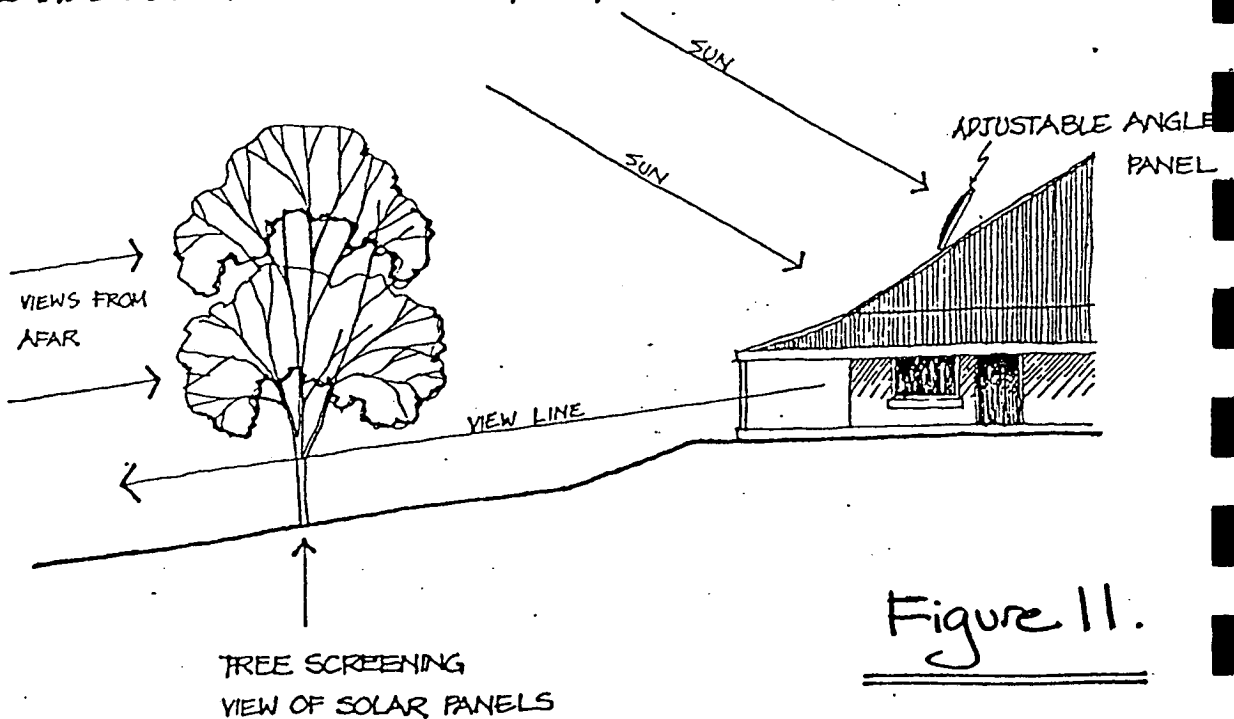 SUN
ADJUSTABLE ANGLE
PANEL
SUN
VIEWS FROM
AFAR
VIEW LINE
Figure 11.
TREE SCREENING
VIEW OF SOLAR PANELS